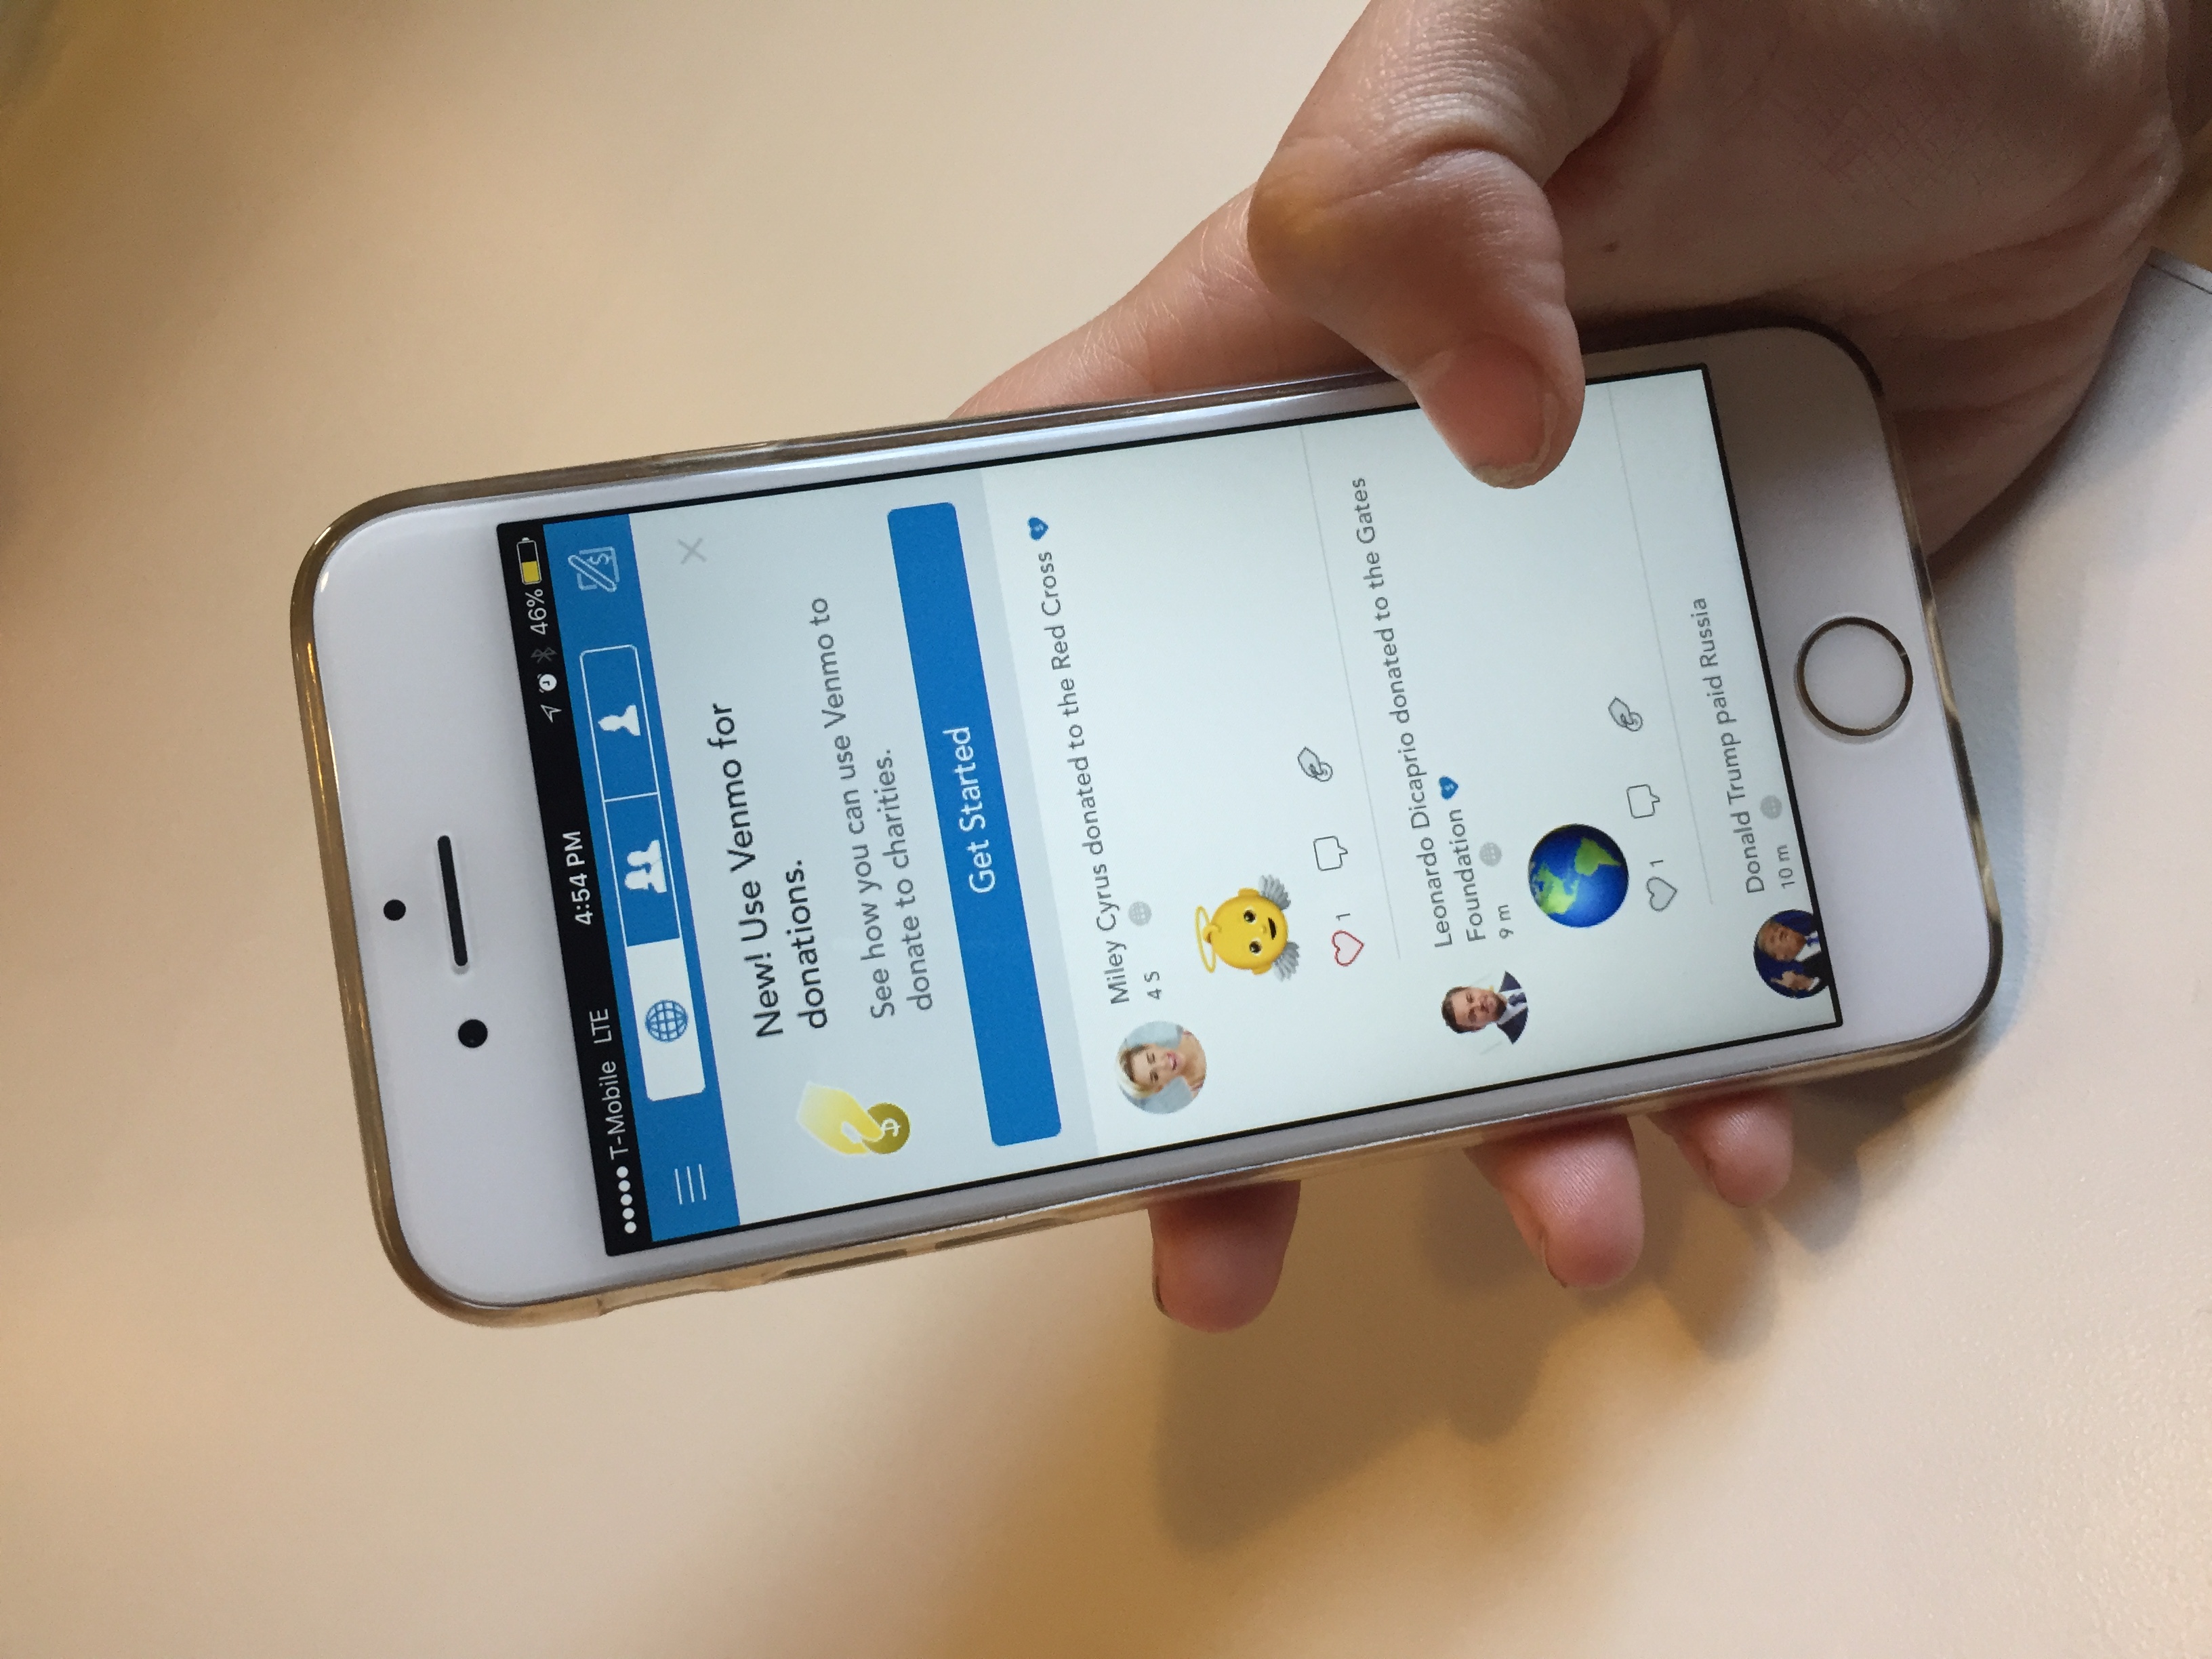 T-Mobile LTE 4:54 PM 46%
New! Use Venmo for
donations.
See how you can use Venmo to
donate to charities.
$
Get Started
Miley Cyrus donated to the Red Cross
4 S
1
Leonardo Dicaprio donated to the Gates
Foundation
9 m
1
Donald Trump paid Russia
10 m